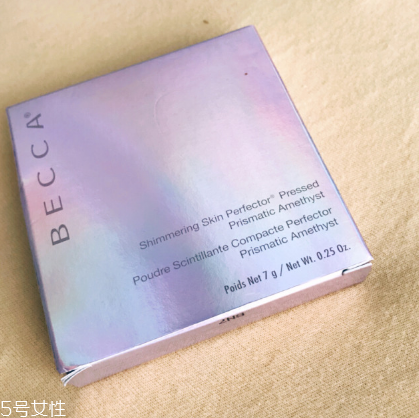 BECCA®
Shimmering Skin Perfector® Pressed
Prismatic Amethyst
Poudre Scintillante Compacte Perfector
Prismatic Amethyst
Poids Net 7 g / Net Wt. 0.25 Oz.
5号女性